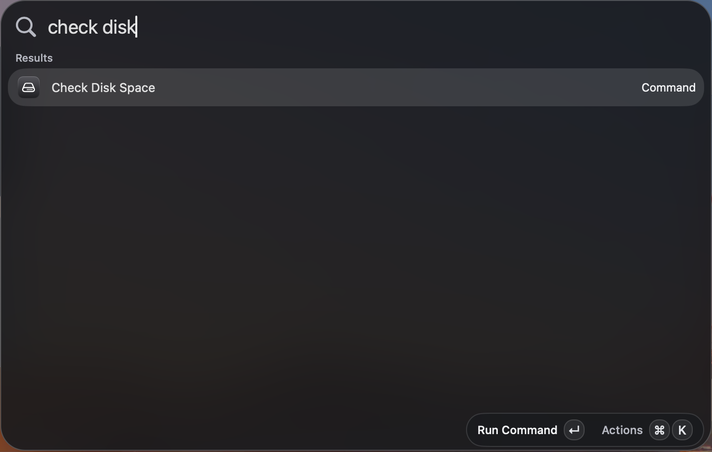 check disk
Results
Check Disk Space Command
Run Command ↵ Actions ⌘ K